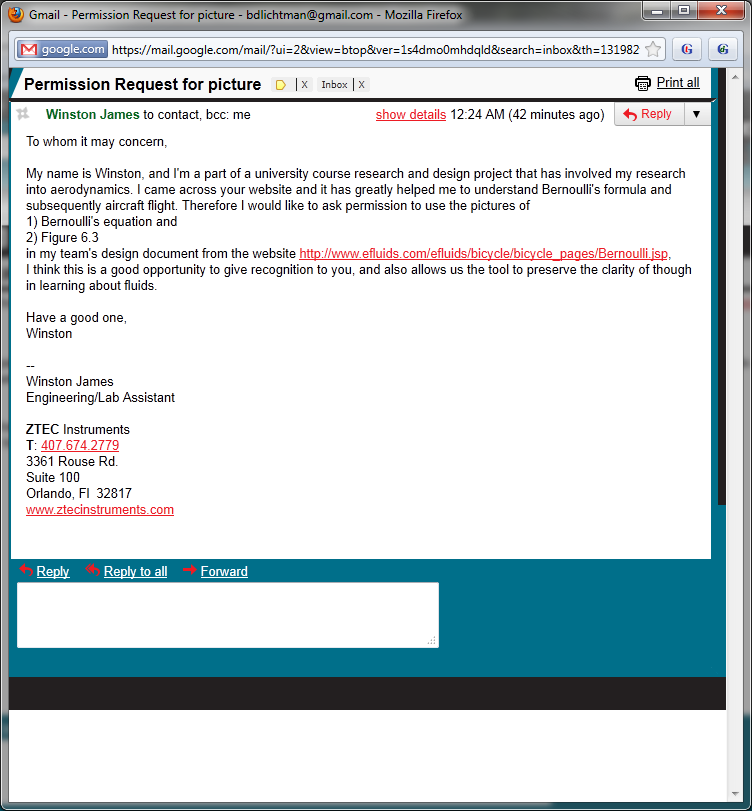 Gmail - Permission Request for picture - bdlichtman@gmail.com - Mozilla Firefox
google.com https://mail.google.com/mail/?ui=2&view=btop&ver=1s4dmo0mhdqld&search=inbox&th=131982
Permission Request for picture | X Inbox | X Print all
Winston James to contact, bcc: me show details 12:24 AM (42 minutes ago) Reply
To whom it may concern,
My name is Winston, and I'm a part of a university course research and design project that has involved my research
into aerodynamics. I came across your website and it has greatly helped me to understand Bernoulli's formula and
subsequently aircraft flight. Therefore I would like to ask permission to use the pictures of
1) Bernoulli's equation and
2) Figure 6.3
in my team's design document from the website http://www.efluids.com/efluids/bicycle/bicycle_pages/Bernoulli.jsp,
I think this is a good opportunity to give recognition to you, and also allows us the tool to preserve the clarity of though
in learning about fluids.
Have a good one,
Winston
--
Winston James
Engineering/Lab Assistant
ZTEC Instruments
T: 407.674.2779
3361 Rouse Rd.
Suite 100
Orlando, Fl  32817
www.ztecinstruments.com
Reply Reply to all Forward